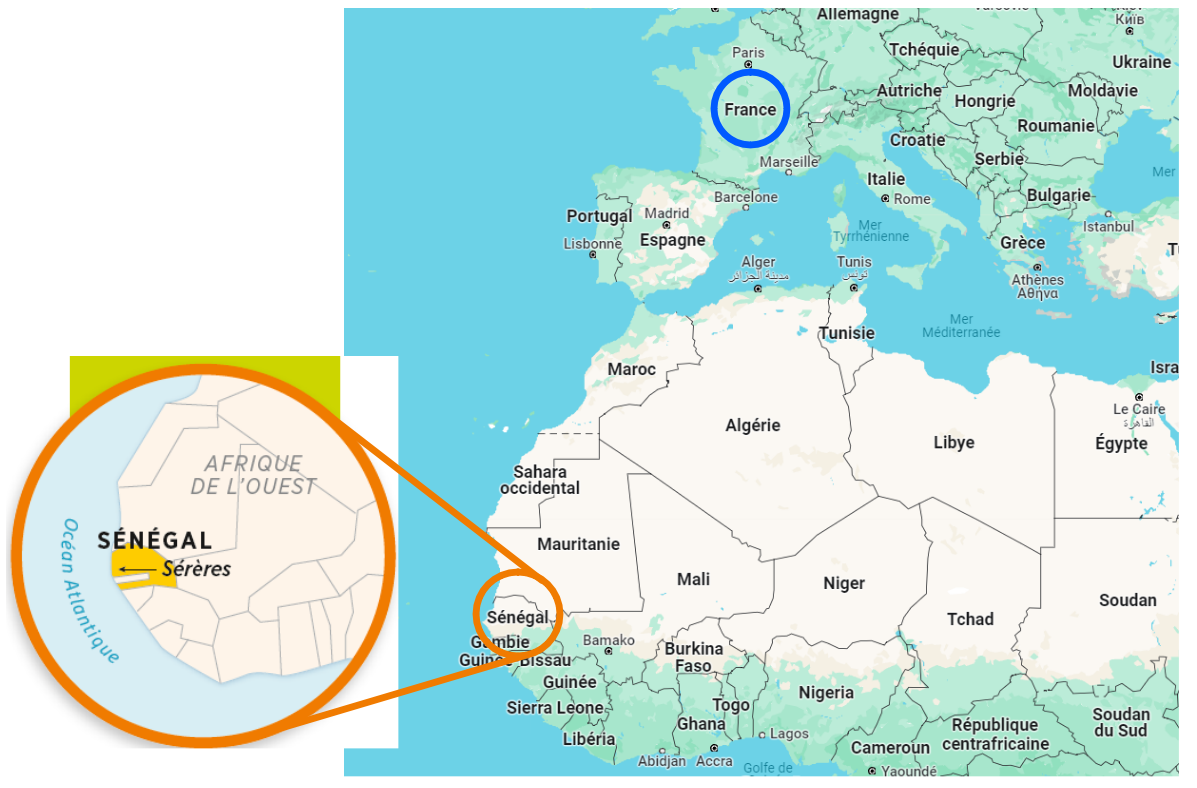 Allemagne
Varsovie
Київ
Paris
Tchéquie
Ukraine
France
Autriche
Hongrie
Moldavie
Roumanie
Croatie
Marseille
Serbie
Italie
Mer
Barcelone
Rome
Bulgarie
Portugal
Madrid
Mer
Tyrrhénienne
Istanbul
Lisbonne
Espagne
Grèce
Alger
مدينة الجزائر
Tunis
تونس
Athènes
Αθήνα
Mer
Méditerranée
Tunisie
Maroc
Isra
Le Caire
القاهرة
Algérie
Libye
Égypte
Sahara
occidental
AFRIQUE
DE L'OUEST
Océan Atlantique
SÉNÉGAL
Sérères
Mauritanie
Mali
Niger
Tchad
Soudan
Sénégal
Gambie
Bamako
Burkina
Faso
Guinée-Bissau
Guinée
Nigeria
Sierra Leone
Togo
Ghana
République
centrafricaine
Soudan
du Sud
Libéria
Lagos
Cameroun
Abidjan
Accra
Golfe de
Yaoundé